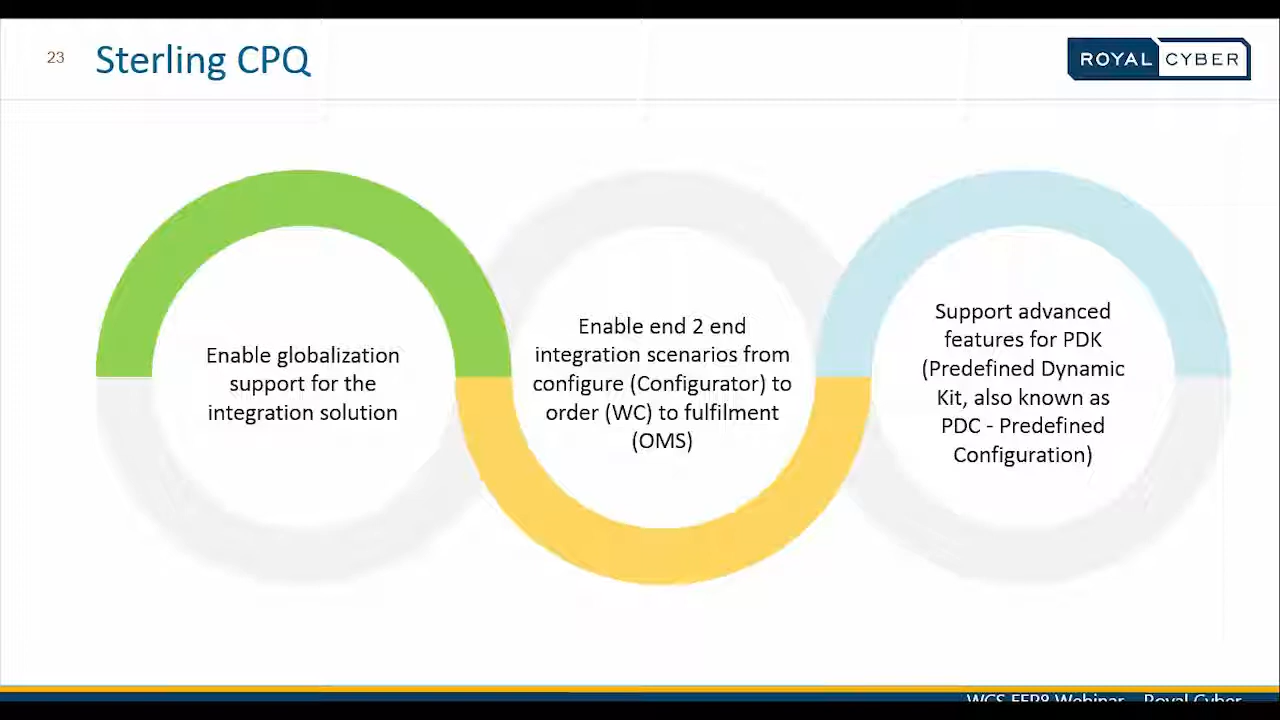 23
Sterling CPQ
ROYAL CYBER
Enable globalization
support for the
integration solution
Enable end 2 end
integration scenarios from
configure (Configurator) to
order (WC) to fulfilment
(OMS)
Support advanced
features for PDK
(Predefined Dynamic
Kit, also known as
PDC - Predefined
Configuration)
WCS FEP8 Webinar - Royal Cyber